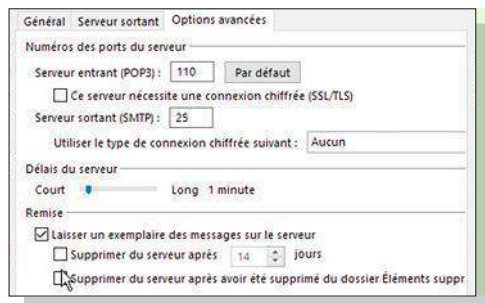 Général Serveur sortant Options avancées
Numéros des ports du serveur
Serveur entrant (POP3) : 110 Par défaut
Ce serveur nécessite une connexion chiffrée (SSL/TLS)
Serveur sortant (SMTP) : 25
Utiliser le type de connexion chiffrée suivant : Aucun
Délais du serveur
Court Long 1 minute
Remise
Laisser un exemplaire des messages sur le serveur
Supprimer du serveur après 14 jours
Supprimer du serveur après avoir été supprimé du dossier Éléments suppr